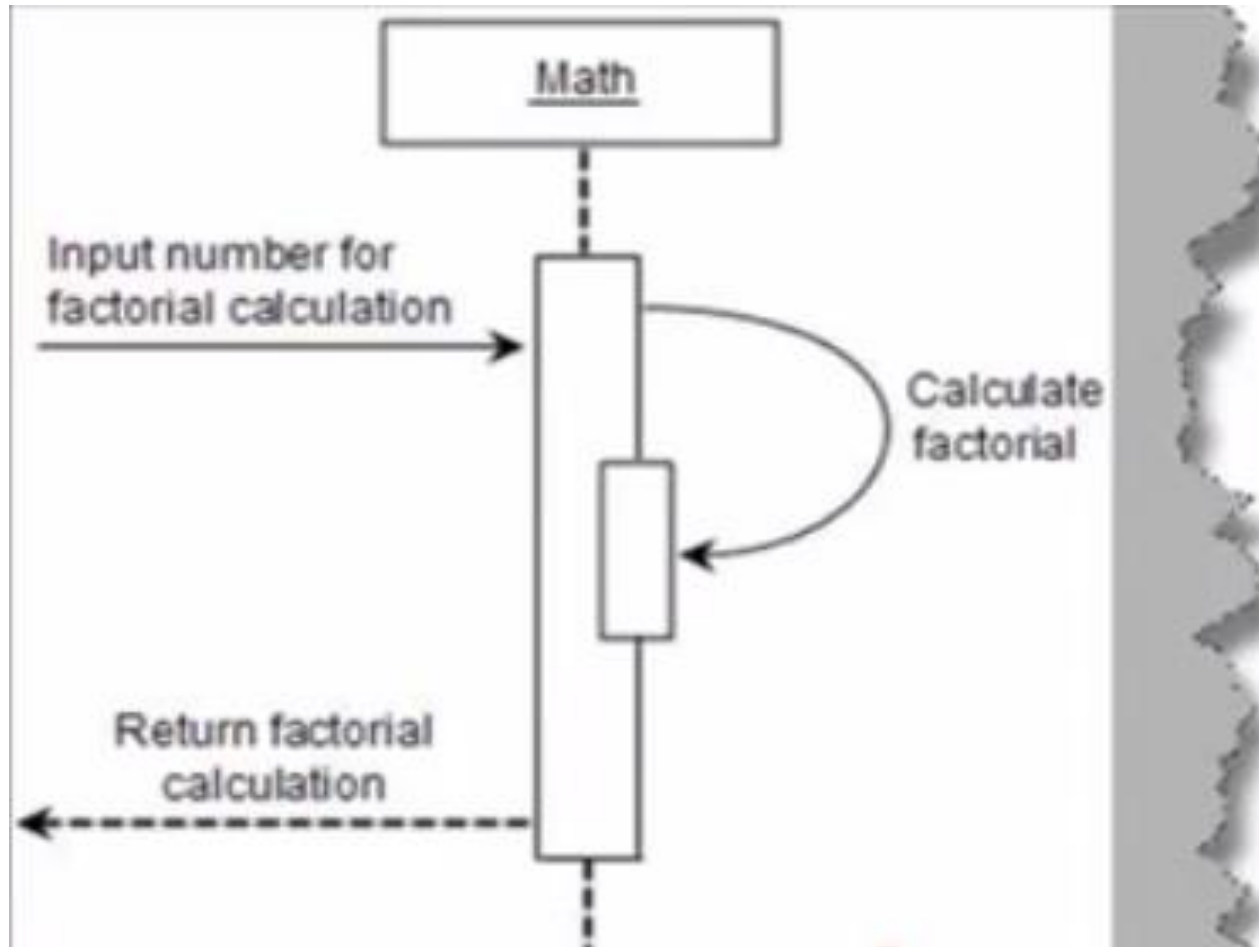 Math
Input number for
factorial calculation
Calculate
factorial
Return factorial
calculation